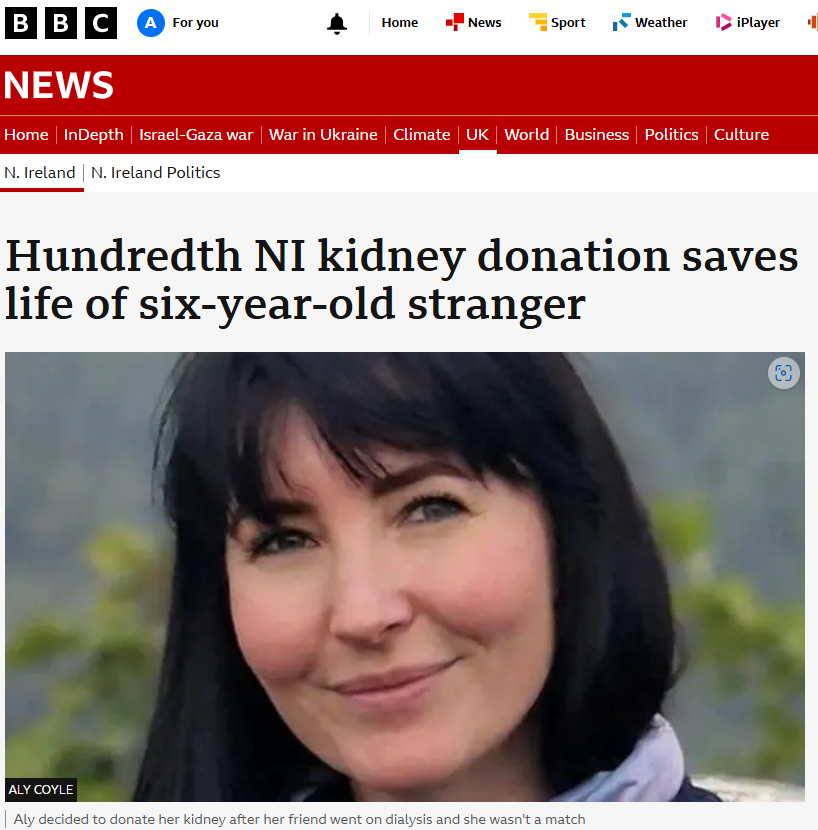 BBC A For you Home News Sport Weather iPlayer
NEWS
Home InDepth Israel-Gaza war War in Ukraine Climate UK World Business Politics Culture
N. Ireland N. Ireland Politics
Hundredth NI kidney donation saves
life of six-year-old stranger
ALY COYLE
Aly decided to donate her kidney after her friend went on dialysis and she wasn't a match